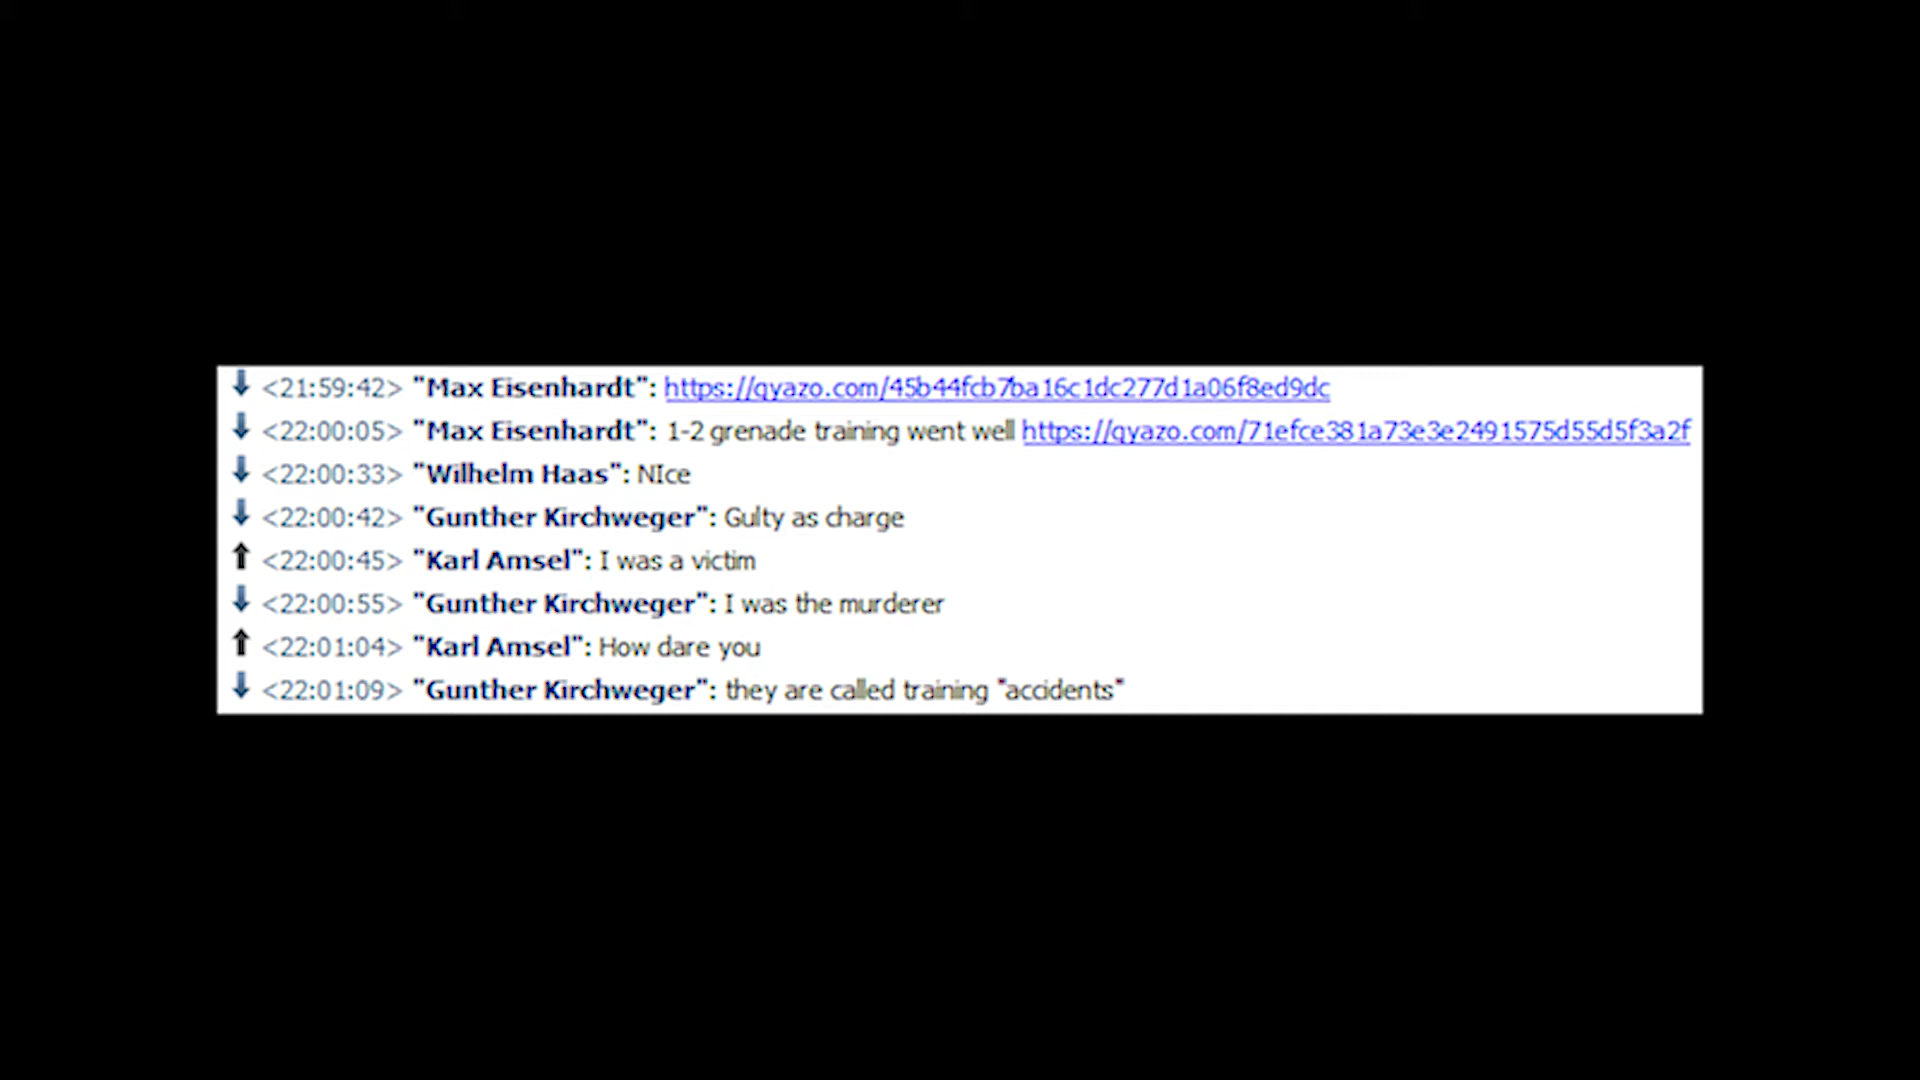 <21:59:42> "Max Eisenhardt": https://gyazo.com/45b44fcb7ba16c1dc277d1a06f8ed9dc
<22:00:05> "Max Eisenhardt": 1-2 grenade training went well https://gyazo.com/71efce381a73e3e2491575d55d5f3a2f
<22:00:33> "Wilhelm Haas": NIce
<22:00:42> "Gunther Kirchweger": Gulty as charge
<22:00:45> "Karl Amsel": I was a victim
<22:00:55> "Gunther Kirchweger": I was the murderer
<22:01:04> "Karl Amsel": How dare you
<22:01:09> "Gunther Kirchweger": they are called training "accidents"